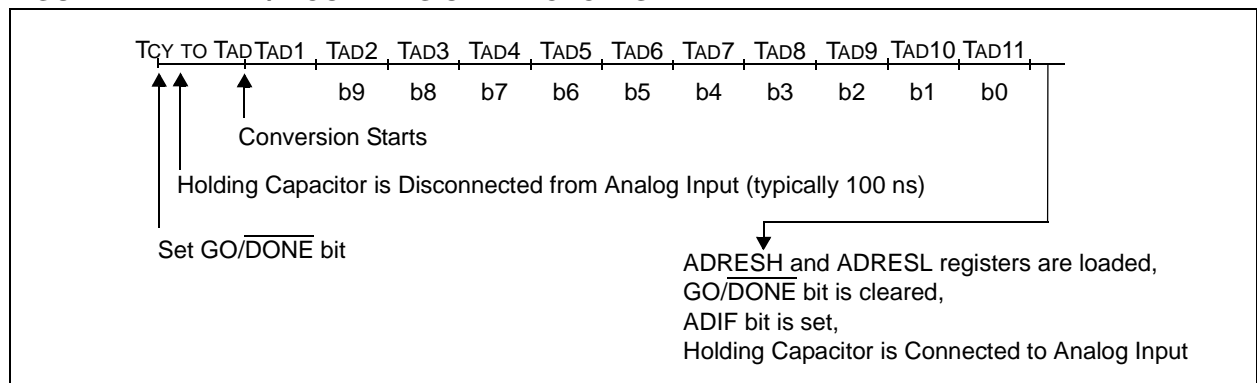 TCY TO TAD TAD1 TAD2 TAD3 TAD4 TAD5 TAD6 TAD7 TAD8 TAD9 TAD10 TAD11
b9 b8 b7 b6 b5 b4 b3 b2 b1 b0
Conversion Starts
Holding Capacitor is Disconnected from Analog Input (typically 100 ns)
Set GO/DONE bit
ADRESH and ADRESL registers are loaded,
GO/DONE bit is cleared,
ADIF bit is set,
Holding Capacitor is Connected to Analog Input